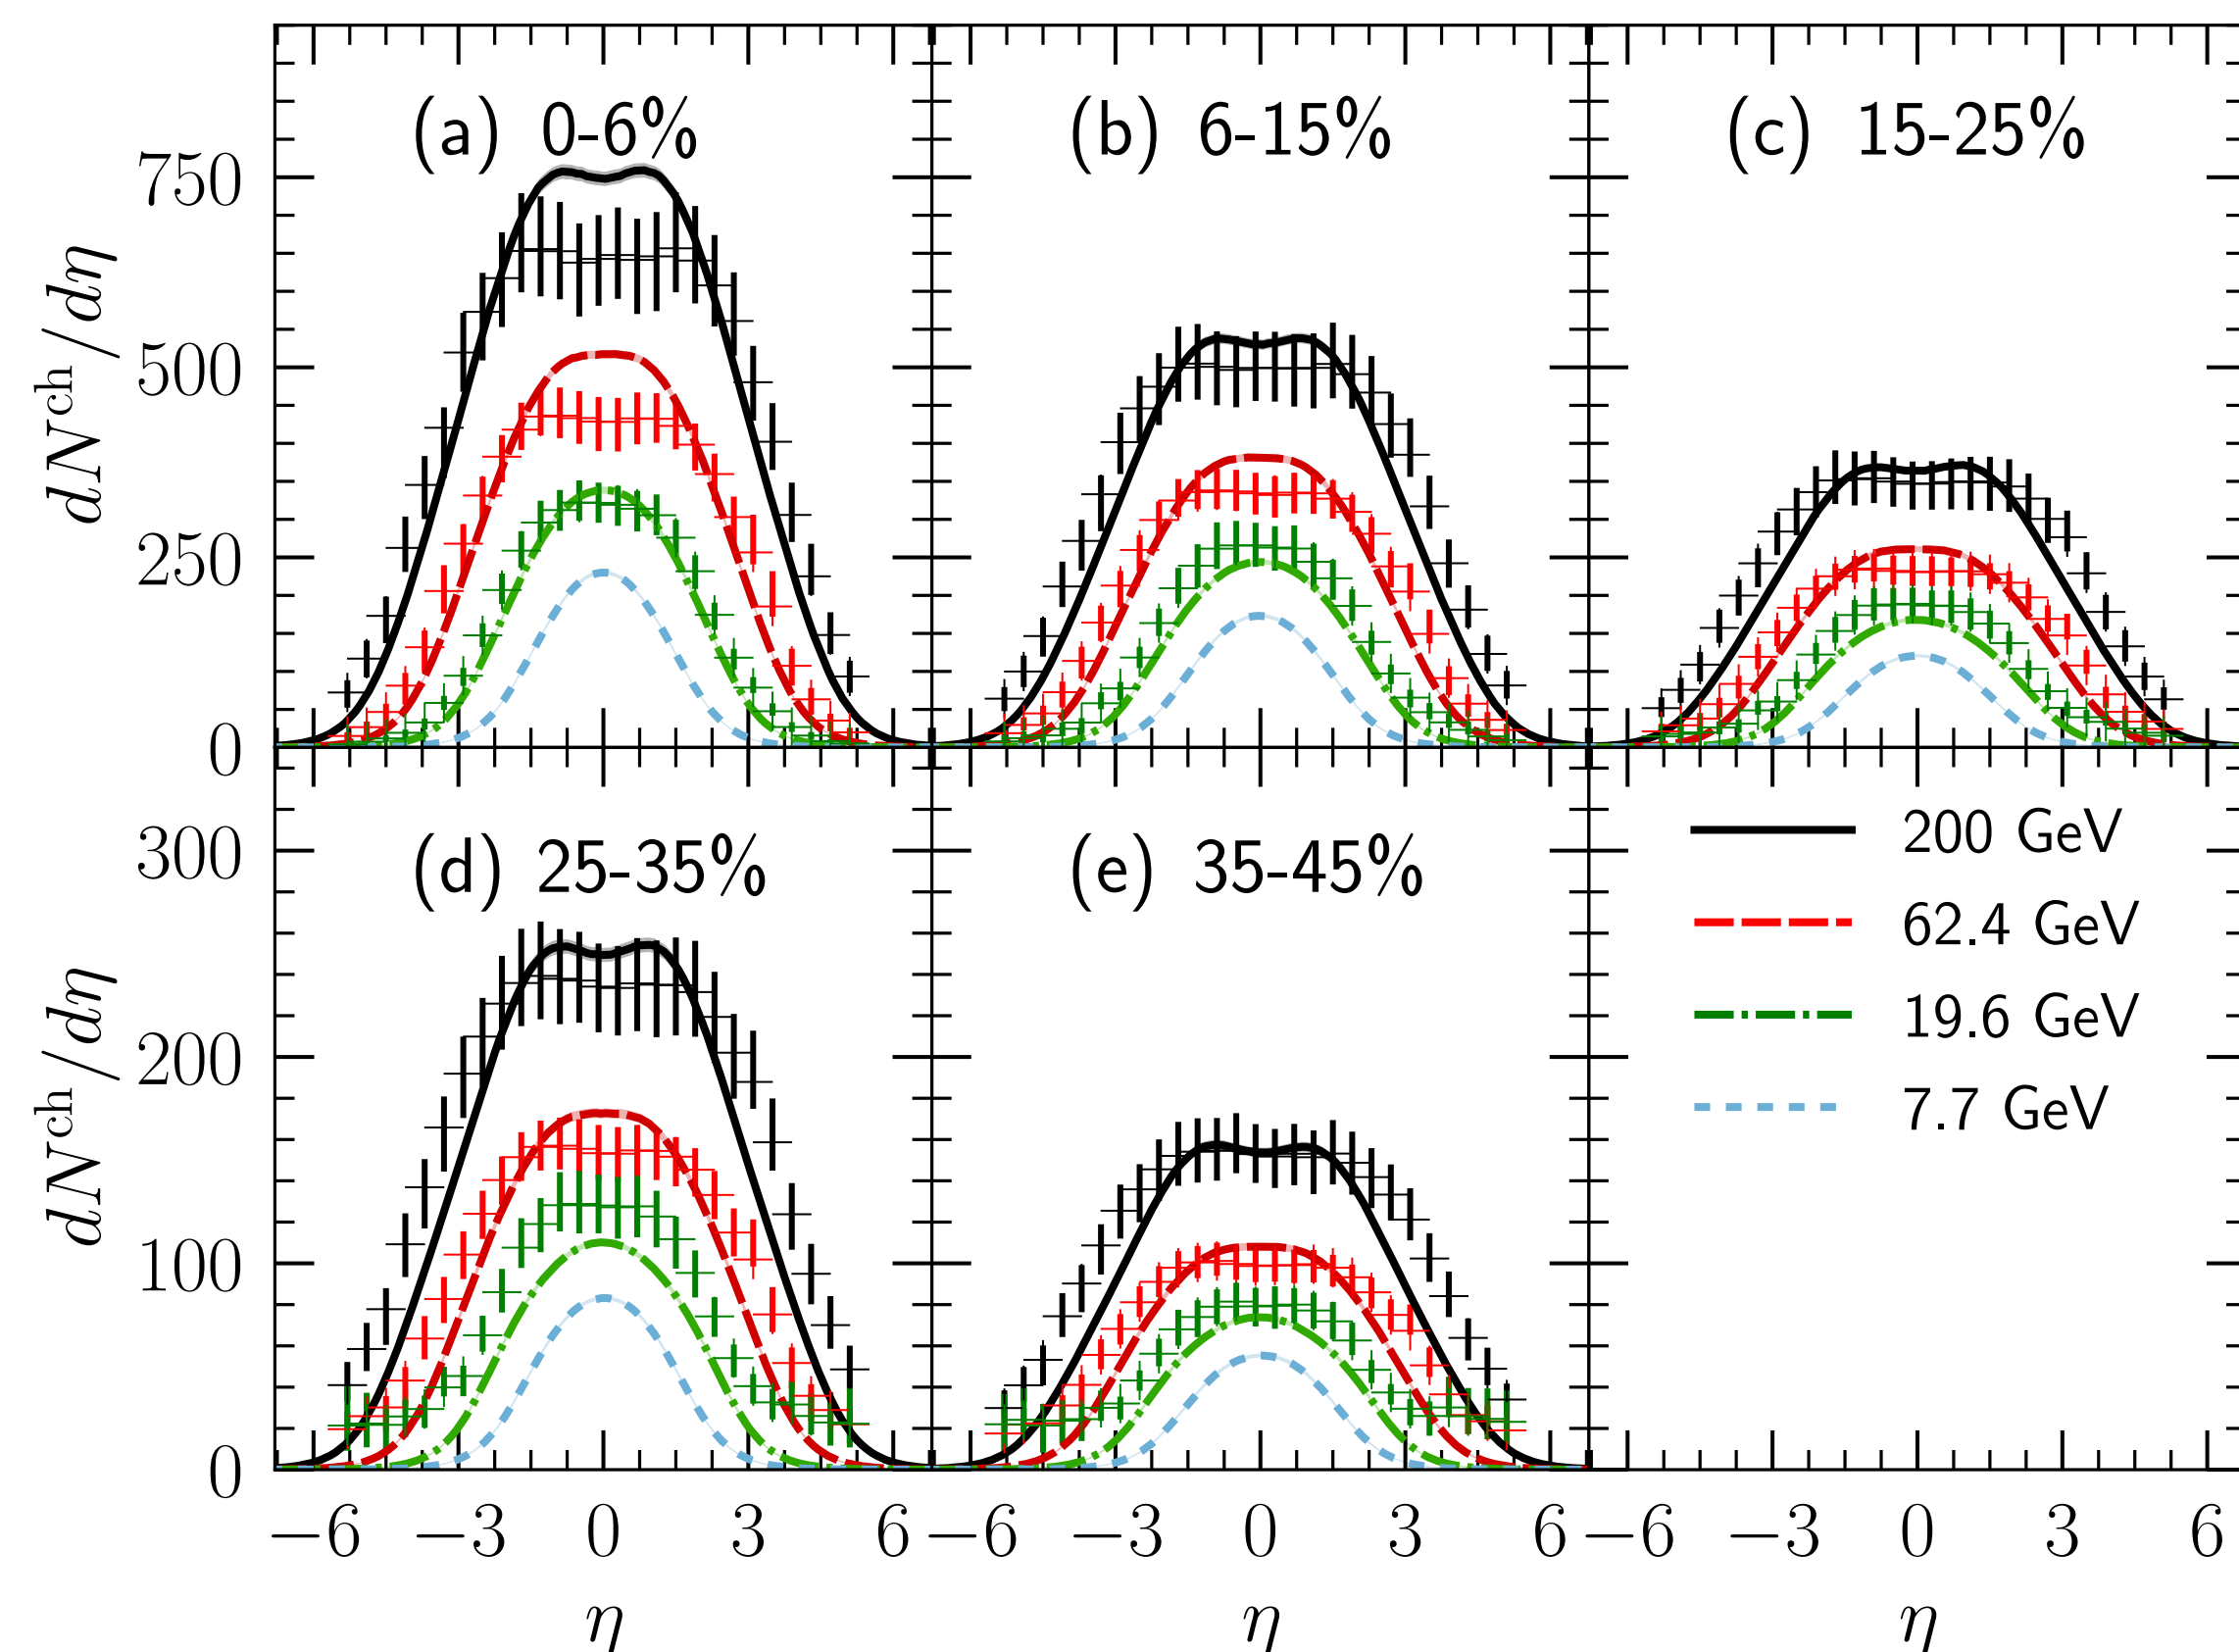 (a) 0-6%
(b) 6-15%
(c) 15-25%
750
500
250
0
dN^ch/dη
(d) 25-35%
(e) 35-45%
200 GeV
62.4 GeV
19.6 GeV
7.7 GeV
300
200
100
0
dN^ch/dη
−6 −3 0 3 6 −6 −3 0 3 6 −6 −3 0 3 6
η η η